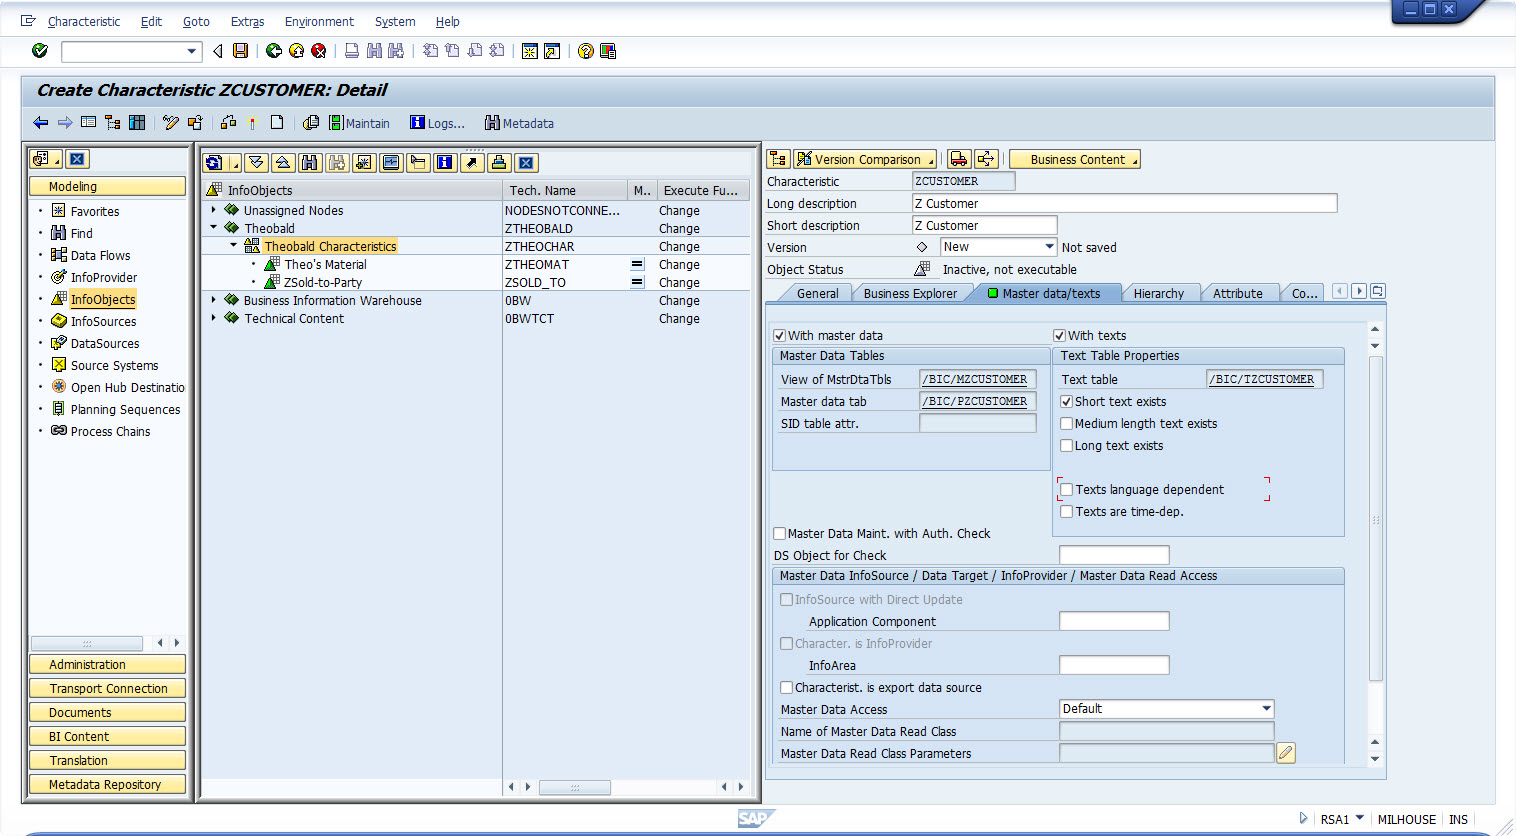 Characteristic Edit Goto Extras Environment System Help
Create Characteristic ZCUSTOMER: Detail
Maintain Logs... Metadata
Modeling
Favorites
Find
Data Flows
InfoProvider
InfoObjects
InfoSources
DataSources
Source Systems
Open Hub Destinatio
Planning Sequences
Process Chains
Administration
Transport Connection
Documents
BI Content
Translation
Metadata Repository
InfoObjects Tech. Name M.. Execute Fu...
Unassigned Nodes NODESNOTCONNE... Change
Theobald ZTHEOBALD Change
Theobald Characteristics ZTHEOCHAR Change
Theo's Material ZTHEOMAT Change
ZSold-to-Party ZSOLD_TO Change
Business Information Warehouse 0BW Change
Technical Content 0BWTCT Change
Version Comparison Business Content
Characteristic ZCUSTOMER
Long description Z Customer
Short description Z Customer
Version New Not saved
Object Status Inactive, not executable
General Business Explorer Master data/texts Hierarchy Attribute Co...
With master data With texts
Master Data Tables Text Table Properties
View of MstrDtaTbls /BIC/MZCUSTOMER Text table /BIC/TZCUSTOMER
Master data tab /BIC/PZCUSTOMER Short text exists
SID table attr. Medium length text exists
Long text exists
Texts language dependent
Texts are time-dep.
Master Data Maint. with Auth. Check
DS Object for Check
Master Data InfoSource / Data Target / InfoProvider / Master Data Read Access
InfoSource with Direct Update
Application Component
Character. is InfoProvider
InfoArea
Characterist. is export data source
Master Data Access Default
Name of Master Data Read Class
Master Data Read Class Parameters
SAP RSA1 MILHOUSE INS